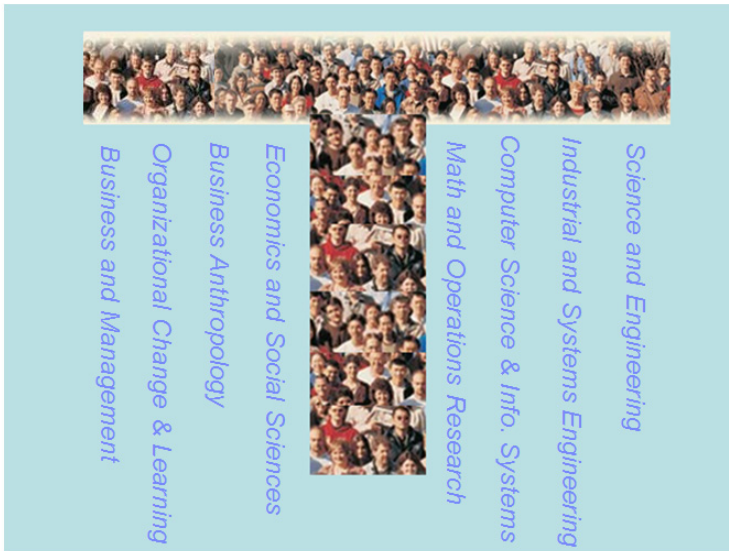 Business and Management
Organizational Change & Learning
Business Anthropology
Economics and Social Sciences
Math and Operations Research
Computer Science & Info. Systems
Industrial and Systems Engineering
Science and Engineering